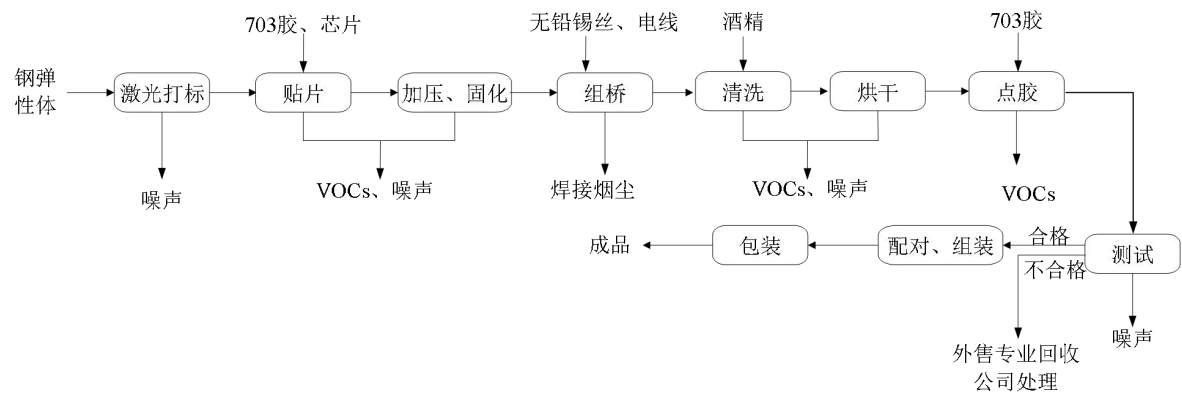 703胶、芯片
无铅锡丝、电线
酒精
703胶
钢弹
性体
激光打标
贴片
加压、固化
组桥
清洗
烘干
点胶
噪声
VOCs、噪声
焊接烟尘
VOCs、噪声
VOCs
成品
包装
配对、组装
合格
不合格
测试
噪声
外售专业回收
公司处理